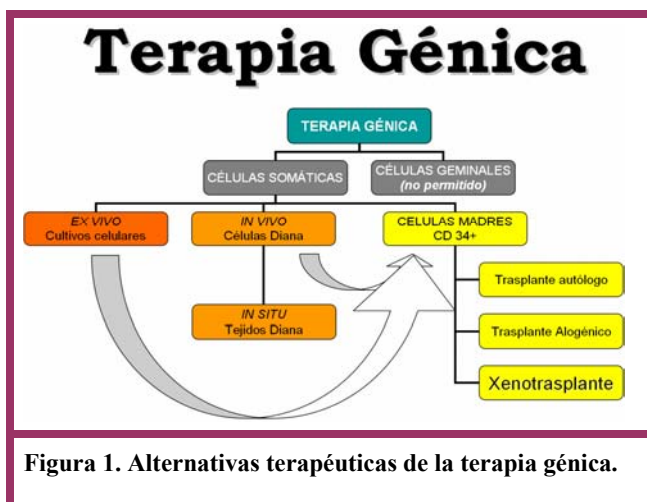 Terapia Génica
TERAPIA GÉNICA
CÉLULAS SOMÁTICAS
CÉLULAS GEMINALES
(no permitido)
EX VIVO
Cultivos celulares
IN VIVO
Células Diana
CELULAS MADRES
CD 34+
Trasplante autólogo
IN SITU
Tejidos Diana
Trasplante Alogénico
Xenotrasplante
Figura 1. Alternativas terapéuticas de la terapia génica.